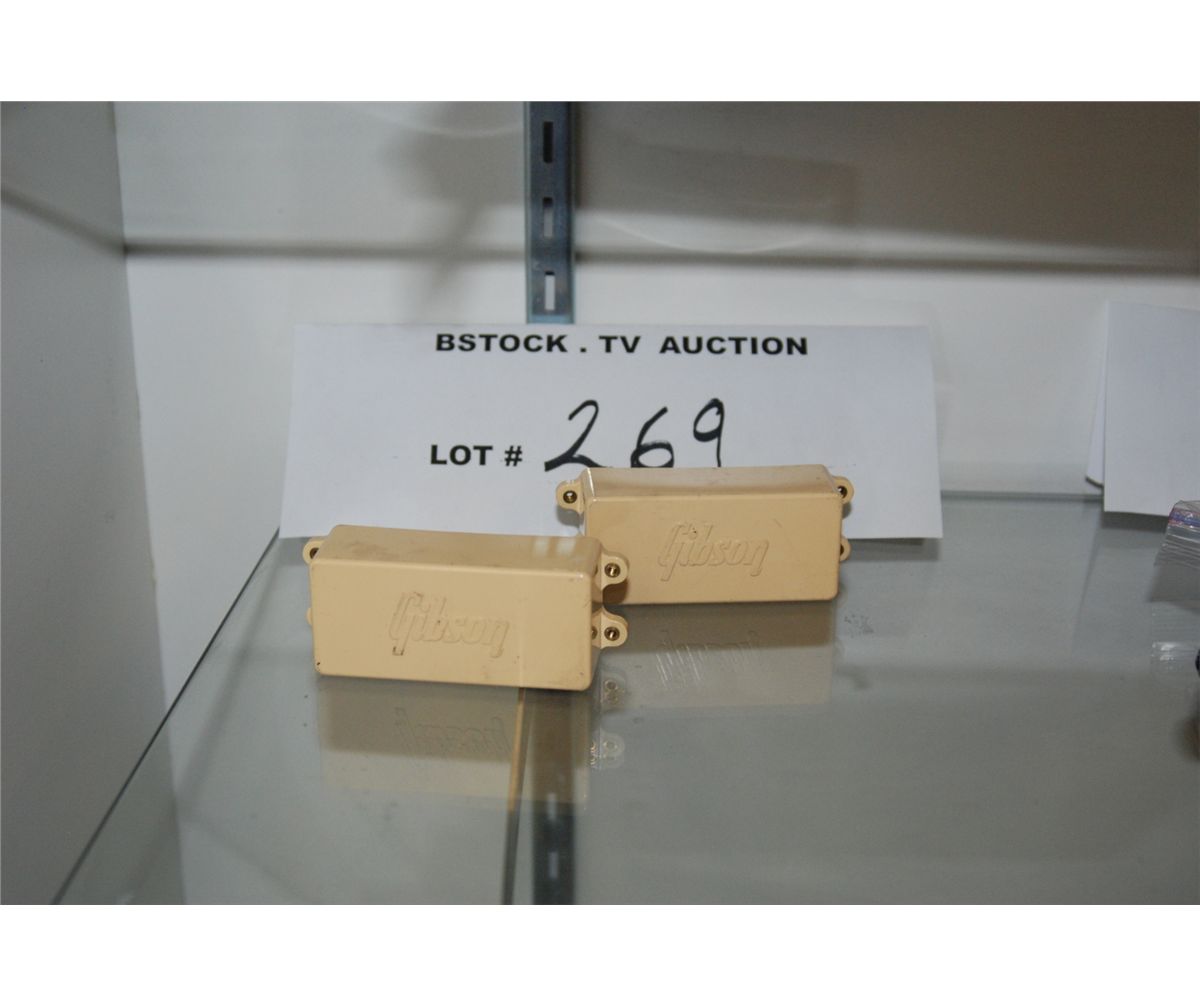 BSTOCK . TV AUCTION
LOT # 269
Gibson
Gibson